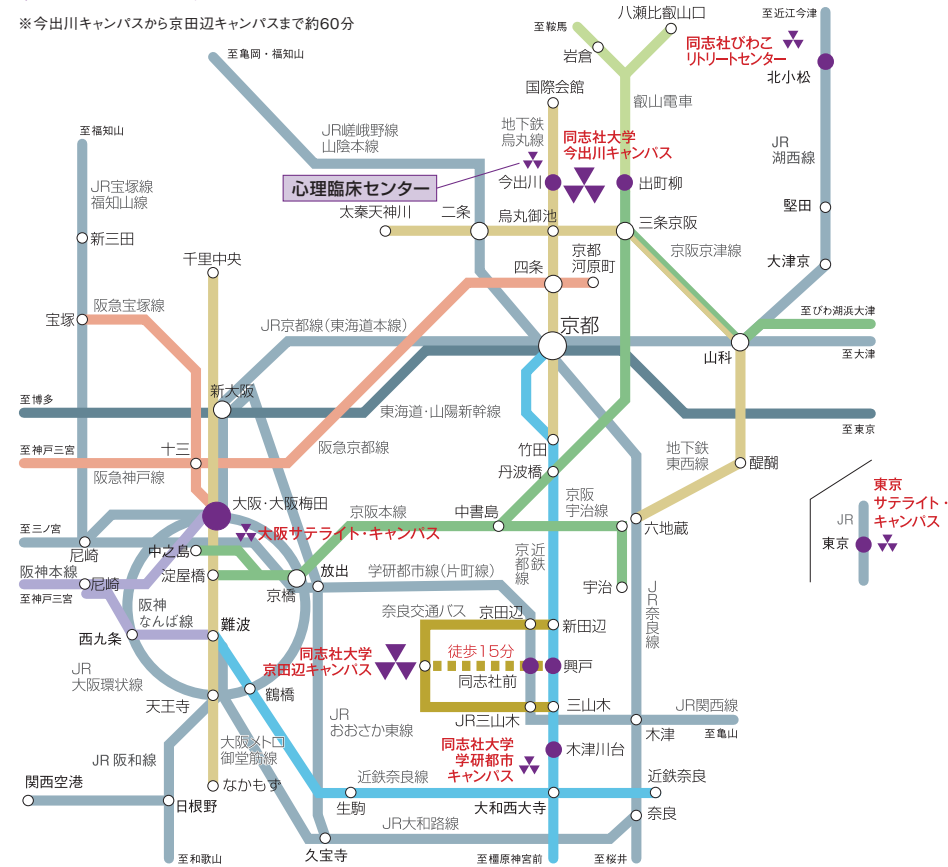 ※今出川キャンパスから京田辺キャンパスまで約60分
至亀岡・福知山
至鞍馬
八瀬比叡山口
岩倉
至近江今津
同志社びわこ
リトリートセンター
北小松
国際会館
叡山電車
地下鉄
烏丸線
同志社大学
今出川キャンパス
JR嵯峨野線
山陰本線
至福知山
JR
湖西線
心理臨床センター
今出川
出町柳
JR宝塚線
福知山線
太秦天神川
二条
烏丸御池
三条京阪
堅田
新三田
京阪京津線
京都
河原町
四条
大津京
千里中央
阪急宝塚線
宝塚
JR京都線(東海道本線)
京都
至びわ湖浜大津
至大津
山科
新大阪
至博多
東海道・山陽新幹線
至東京
至神戸三宮
十三
阪急京都線
阪急神戸線
竹田
地下鉄
東西線
醍醐
丹波橋
東京
サテライト・
キャンパス
JR
東京
大阪・大阪梅田
京阪本線
中書島
京阪
宇治線
六地蔵
大阪サテライト・キャンパス
至三ノ宮
尼崎
中之島
近鉄
京都線
阪神本線
尼崎
淀屋橋
京橋
放出
学研都市線(片町線)
宇治
JR奈良線
至神戸三宮
阪神
なんば線
奈良交通バス
京田辺
新田辺
西九条
難波
同志社大学
京田辺キャンパス
徒歩15分
興戸
同志社前
JR
大阪環状線
鶴橋
天王寺
JR
おおさか東線
JR三山木
三山木
JR関西線
木津
至亀山
JR 阪和線
大阪メトロ
御堂筋線
同志社大学
学研都市
キャンパス
木津川台
関西空港
なかもず
近鉄奈良線
近鉄奈良
日根野
生駒
大和西大寺
奈良
JR大和路線
久宝寺
至和歌山
至橿原神宮前
至桜井